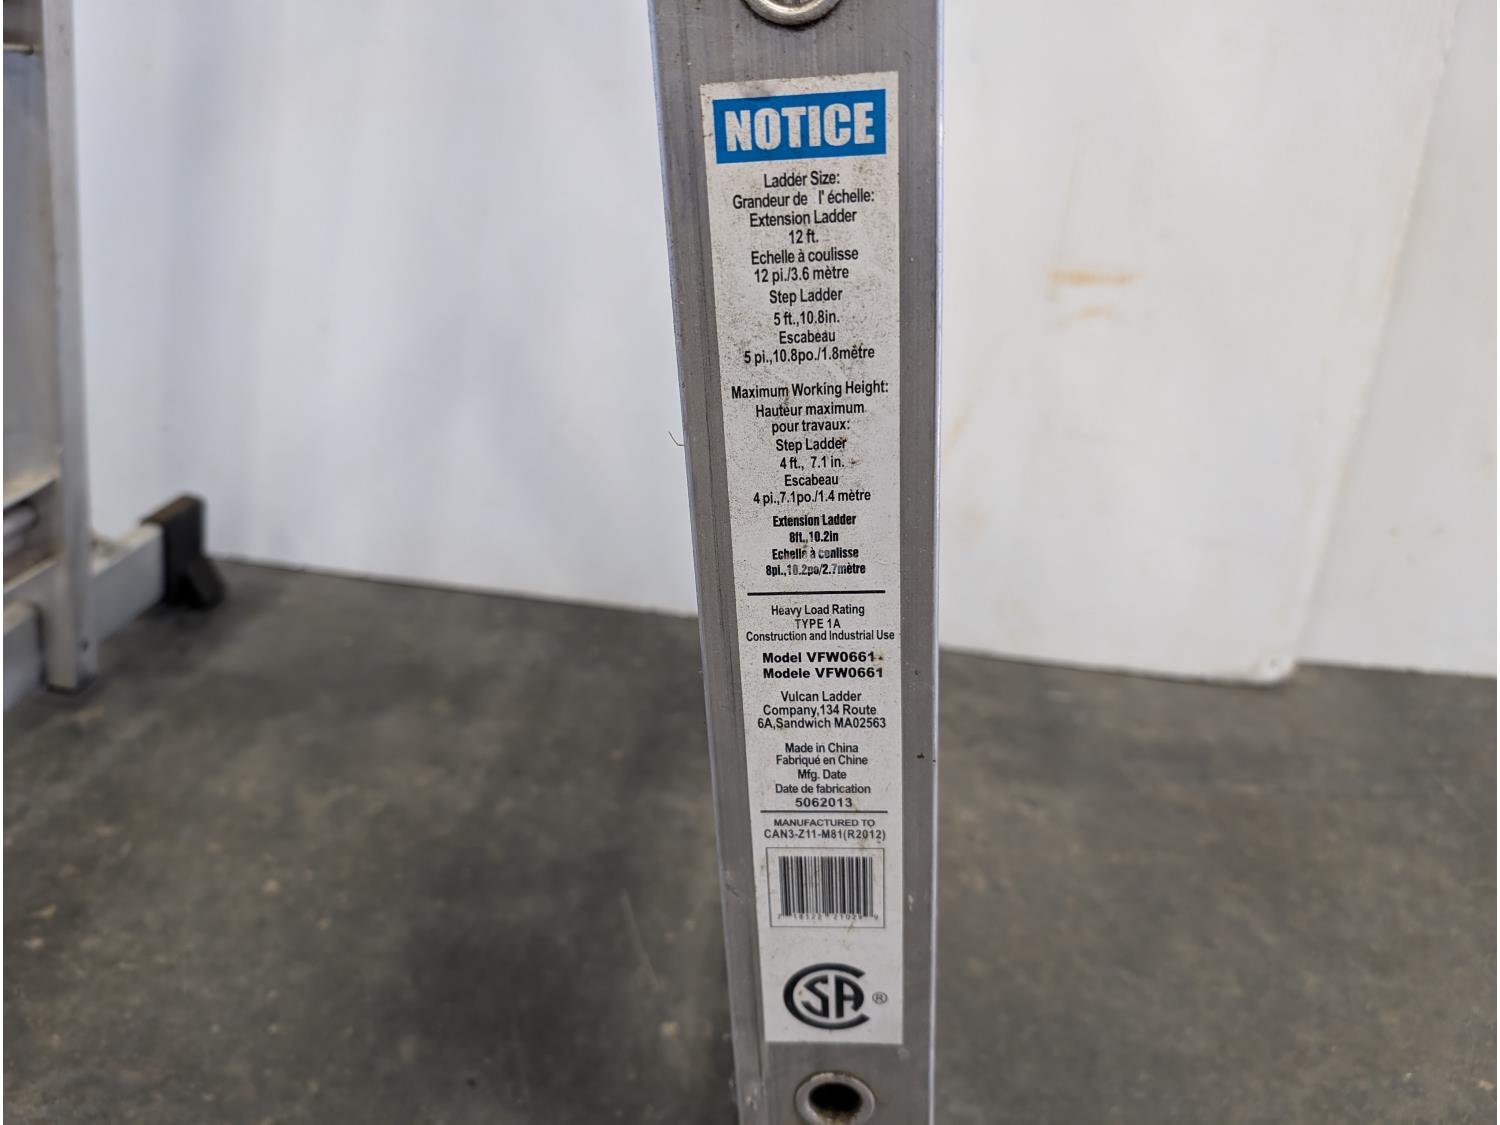 NOTICE
Ladder Size:
Grandeur de l'échelle:
Extension Ladder
12 ft.
Echelle à coulisse
12 pi./3.6 mètre
Step Ladder
5 ft.,10.8in.
Escabeau
5 pi.,10.8po./1.8mètre
Maximum Working Height:
Hauteur maximum
pour travaux:
Step Ladder
4 ft., 7.1 in.
Escabeau
4 pi.,7.1po./1.4 mètre
Extension Ladder
8ft.,10.2in
Echelle à conlisse
8pi.,10.2po/2.7mètre
Heavy Load Rating
TYPE 1A
Construction and Industrial Use
Model VFW0661
Modele VFW0661
Vulcan Ladder
Company,134 Route
6A,Sandwich MA02563
Made in China
Fabriqué en Chine
Mfg. Date
Date de fabrication
5062013
MANUFACTURED TO
CAN3-Z11-M81(R2012)
CSA ®